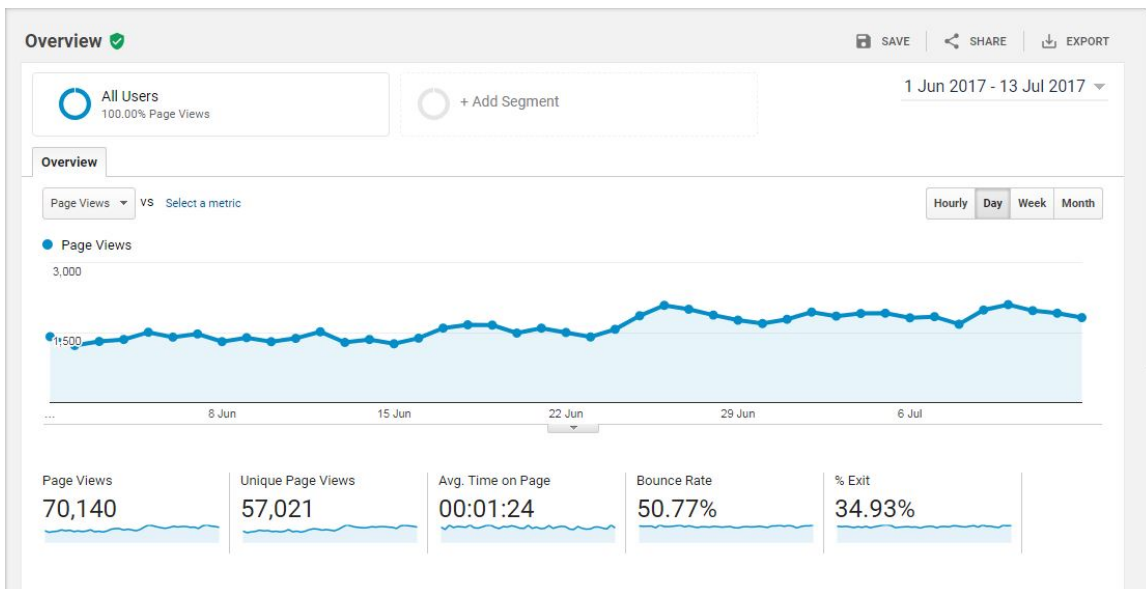 Overview
SAVE
SHARE
EXPORT
All Users
100.00% Page Views
+ Add Segment
1 Jun 2017 - 13 Jul 2017
Overview
Page Views
VS
Select a metric
Hourly
Day
Week
Month
Page Views
3,000
1,500
...
8 Jun
15 Jun
22 Jun
29 Jun
6 Jul
Page Views
70,140
Unique Page Views
57,021
Avg. Time on Page
00:01:24
Bounce Rate
50.77%
% Exit
34.93%